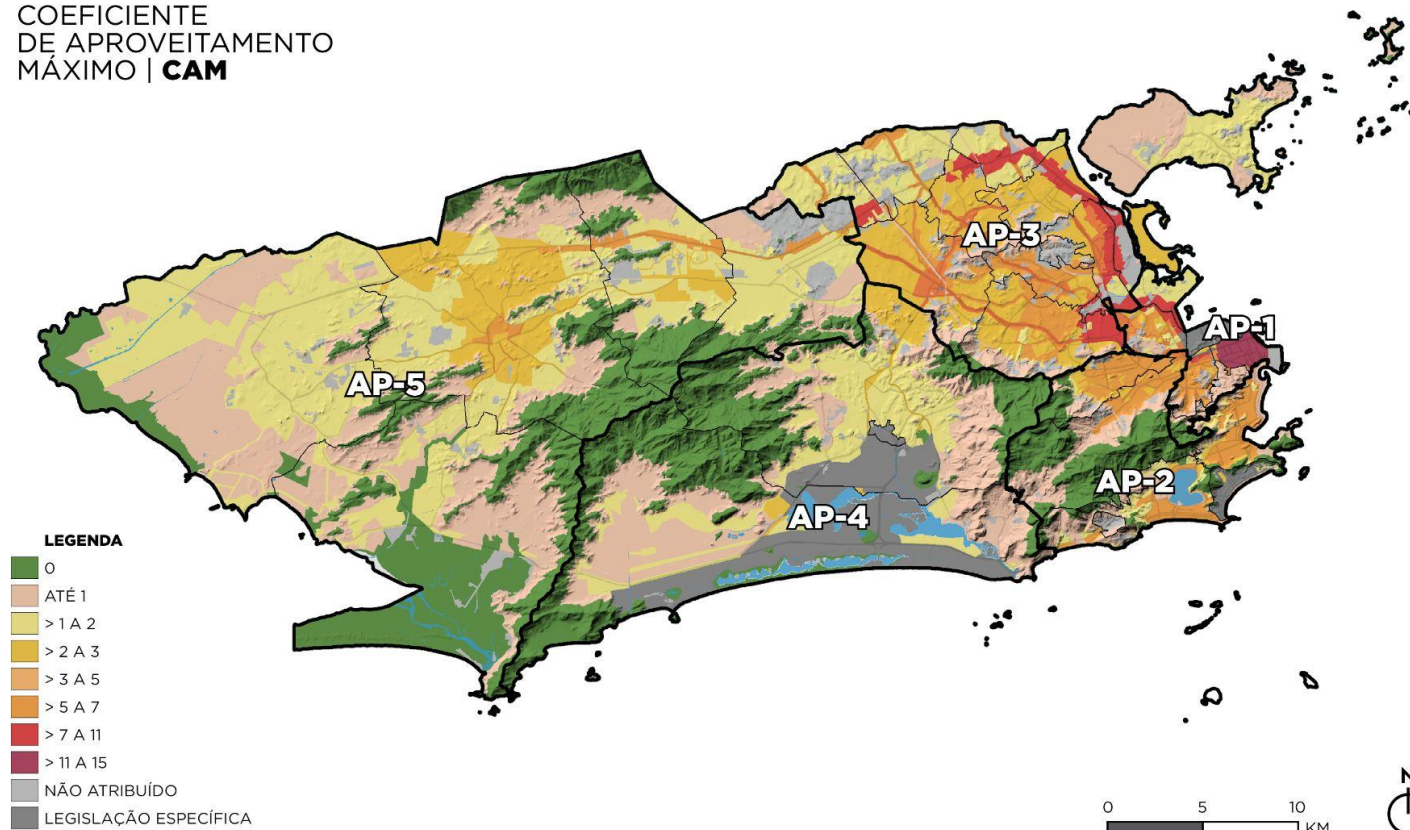 COEFICIENTE
DE APROVEITAMENTO
MÁXIMO | CAM
AP-3
AP-1
AP-5
AP-2
AP-4
LEGENDA
0
ATÉ 1
> 1 A 2
> 2 A 3
> 3 A 5
> 5 A 7
> 7 A 11
> 11 A 15
NÃO ATRIBUÍDO
LEGISLAÇÃO ESPECÍFICA
0 5 10
KM
N